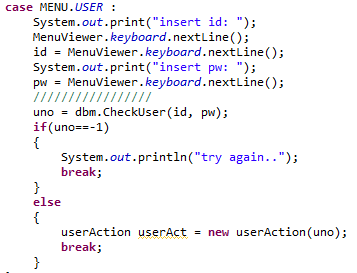 case MENU.USER :
System.out.print("insert id: ");
MenuViewer.keyboard.nextLine();
id = MenuViewer.keyboard.nextLine();
System.out.print("insert pw: ");
pw = MenuViewer.keyboard.nextLine();
/////////////////
uno = dbm.CheckUser(id, pw);
if(uno==-1)
{
System.out.println("try again..");
break;
}
else
{
userAction userAct = new userAction(uno);
break;
}